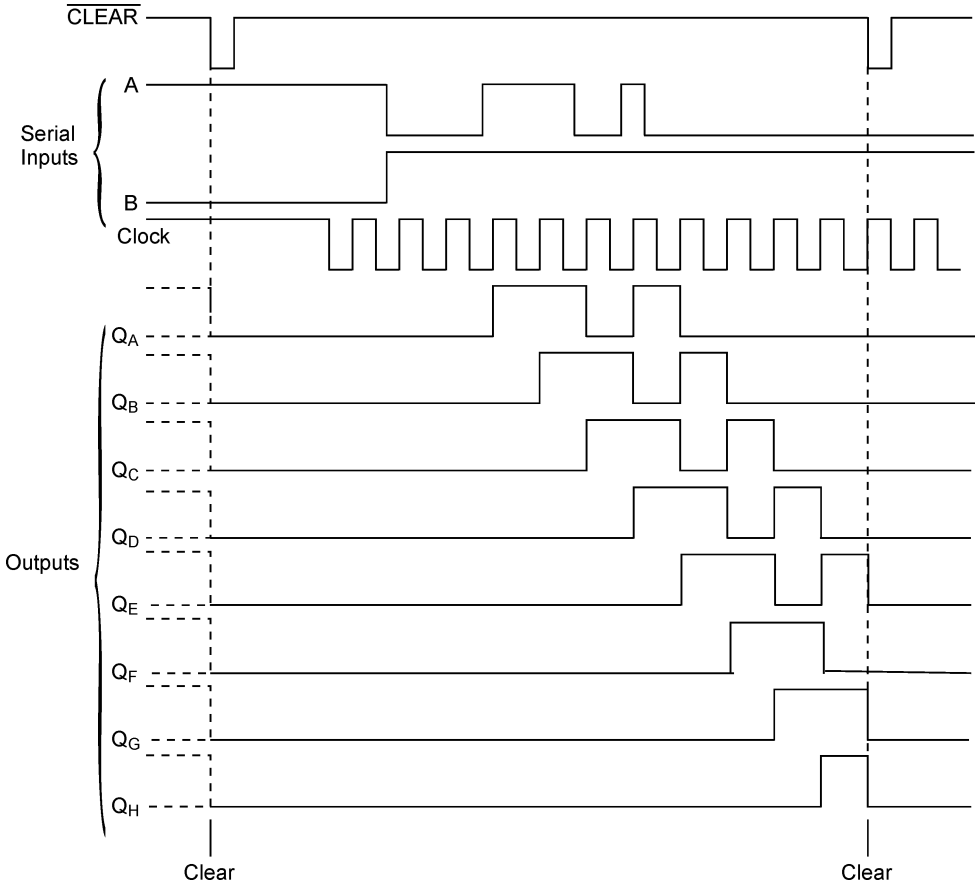 CLEAR
A
Serial
Inputs
B
Clock
QA
QB
QC
QD
Outputs
QE
QF
QG
QH
Clear Clear